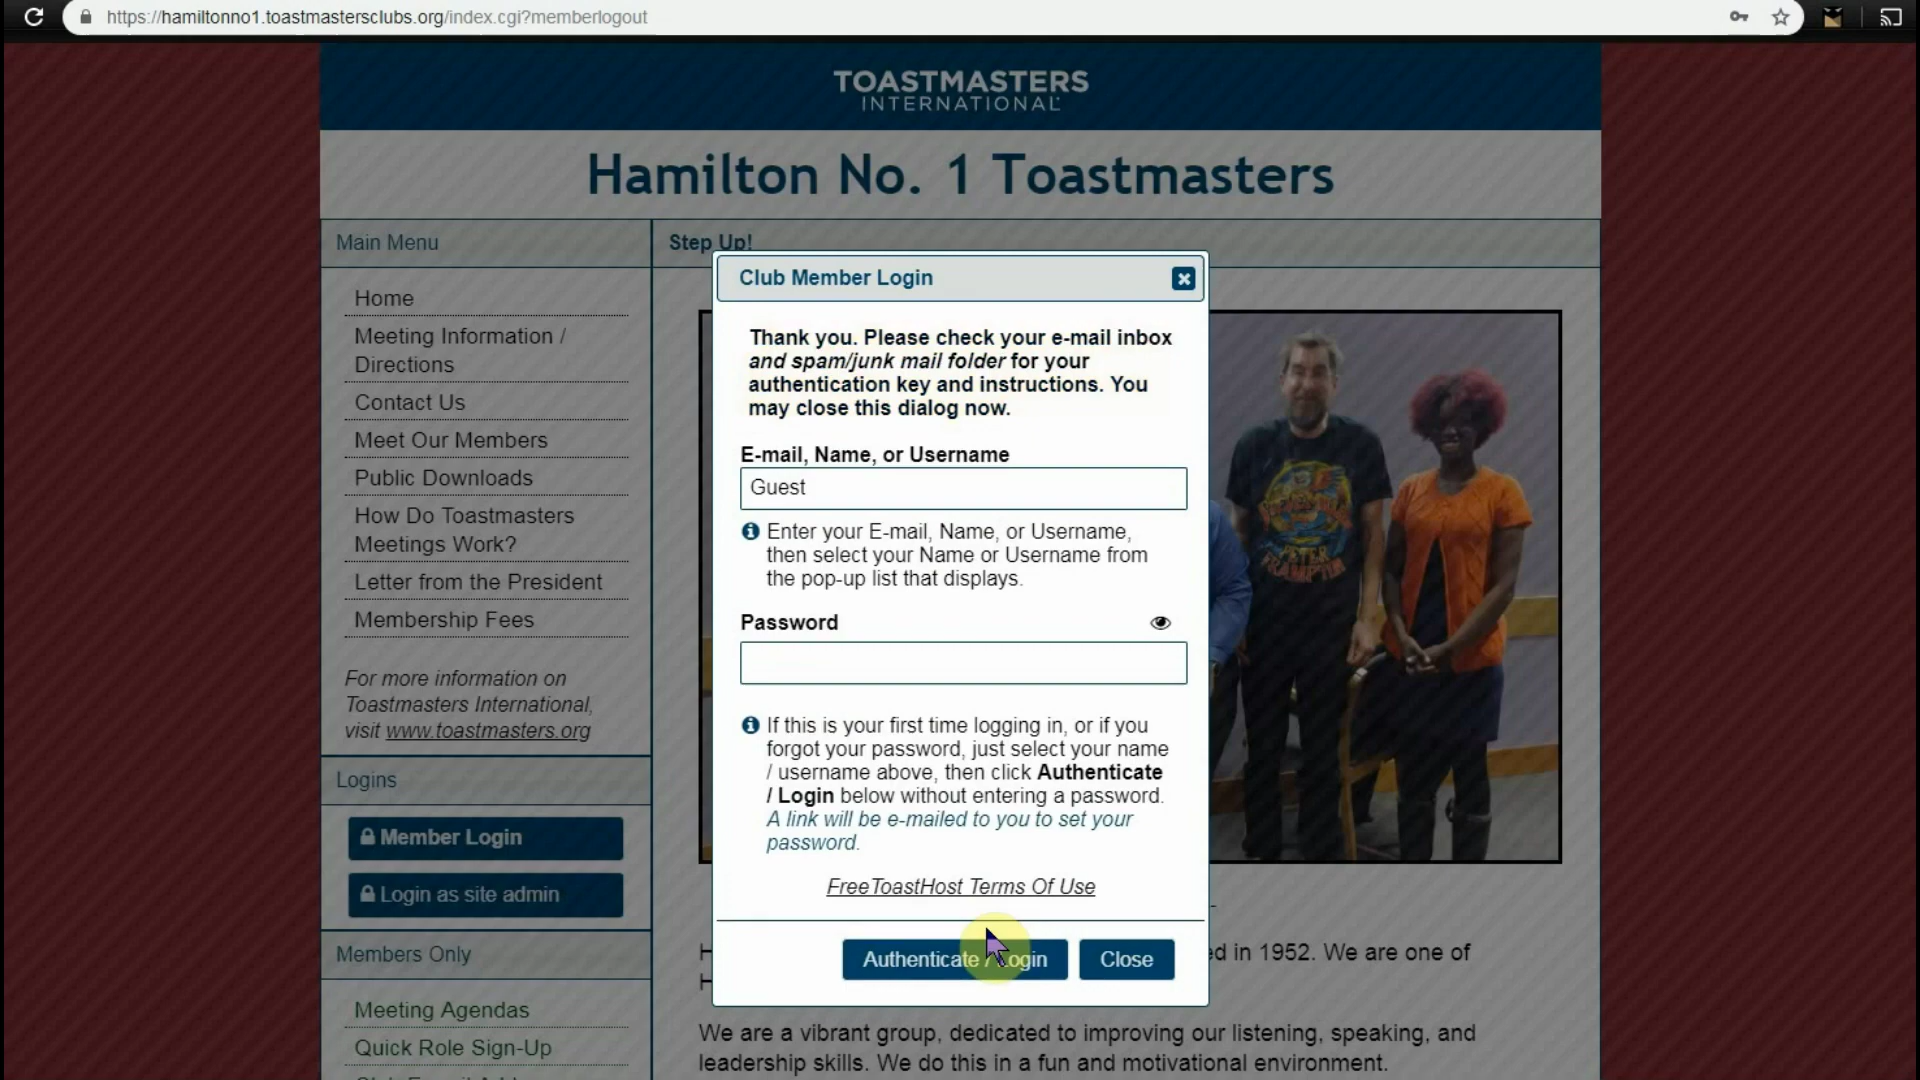 https://hamiltonno1.toastmastersclubs.org/index.cgi?memberlogout
TOASTMASTERS
INTERNATIONAL
Hamilton No. 1 Toastmasters
Main Menu
Home
Meeting Information /
Directions
Contact Us
Meet Our Members
Public Downloads
How Do Toastmasters
Meetings Work?
Letter from the President
Membership Fees
For more information on
Toastmasters International,
visit www.toastmasters.org
Logins
Member Login
Login as site admin
Members Only
Meeting Agendas
Quick Role Sign-Up
Step Up!
Club Member Login
Thank you. Please check your e-mail inbox
and spam/junk mail folder for your
authentication key and instructions. You
may close this dialog now.
E-mail, Name, or Username
Guest
Enter your E-mail, Name, or Username,
then select your Name or Username from
the pop-up list that displays.
Password
If this is your first time logging in, or if you
forgot your password, just select your name
/ username above, then click Authenticate
/ Login below without entering a password.
A link will be e-mailed to you to set your
password.
FreeToastHost Terms Of Use
Authenticate / Login
Close
PETER
FRAMPTON
ed in 1952. We are one of
We are a vibrant group, dedicated to improving our listening, speaking, and
leadership skills. We do this in a fun and motivational environment.